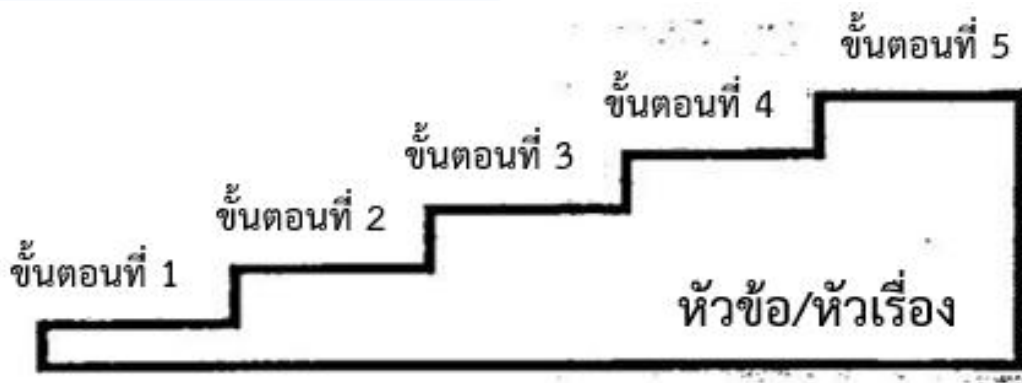 ขั้นตอนที่ 1
ขั้นตอนที่ 2
ขั้นตอนที่ 3
ขั้นตอนที่ 4
ขั้นตอนที่ 5
หัวข้อ/หัวเรื่อง